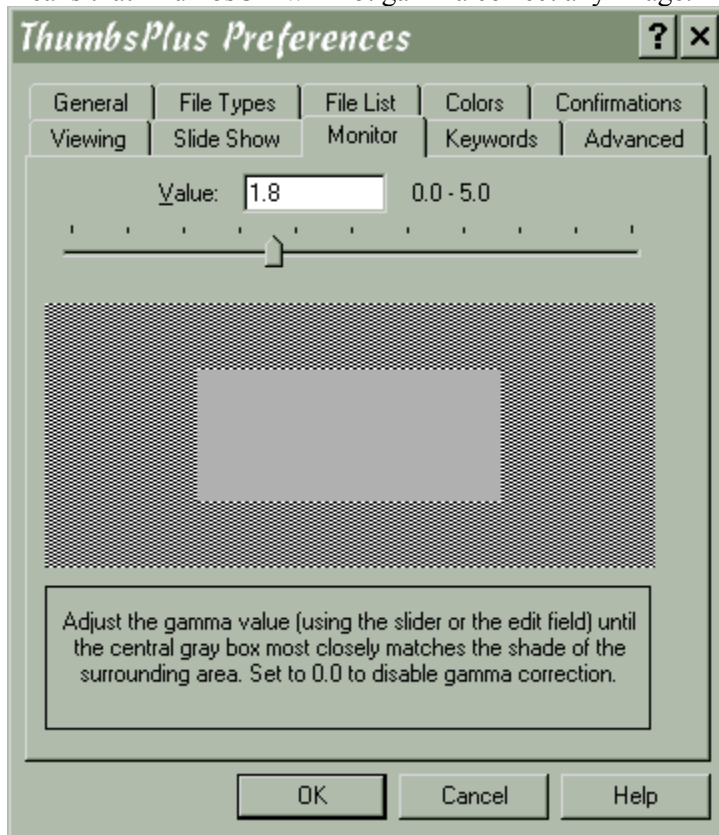 ThumbsPlus Preferences
General File Types File List Colors Confirmations
Viewing Slide Show Monitor Keywords Advanced
Value: 1.8 0.0 - 5.0
Adjust the gamma value (using the slider or the edit field) until
the central gray box most closely matches the shade of the
surrounding area. Set to 0.0 to disable gamma correction.
OK Cancel Help